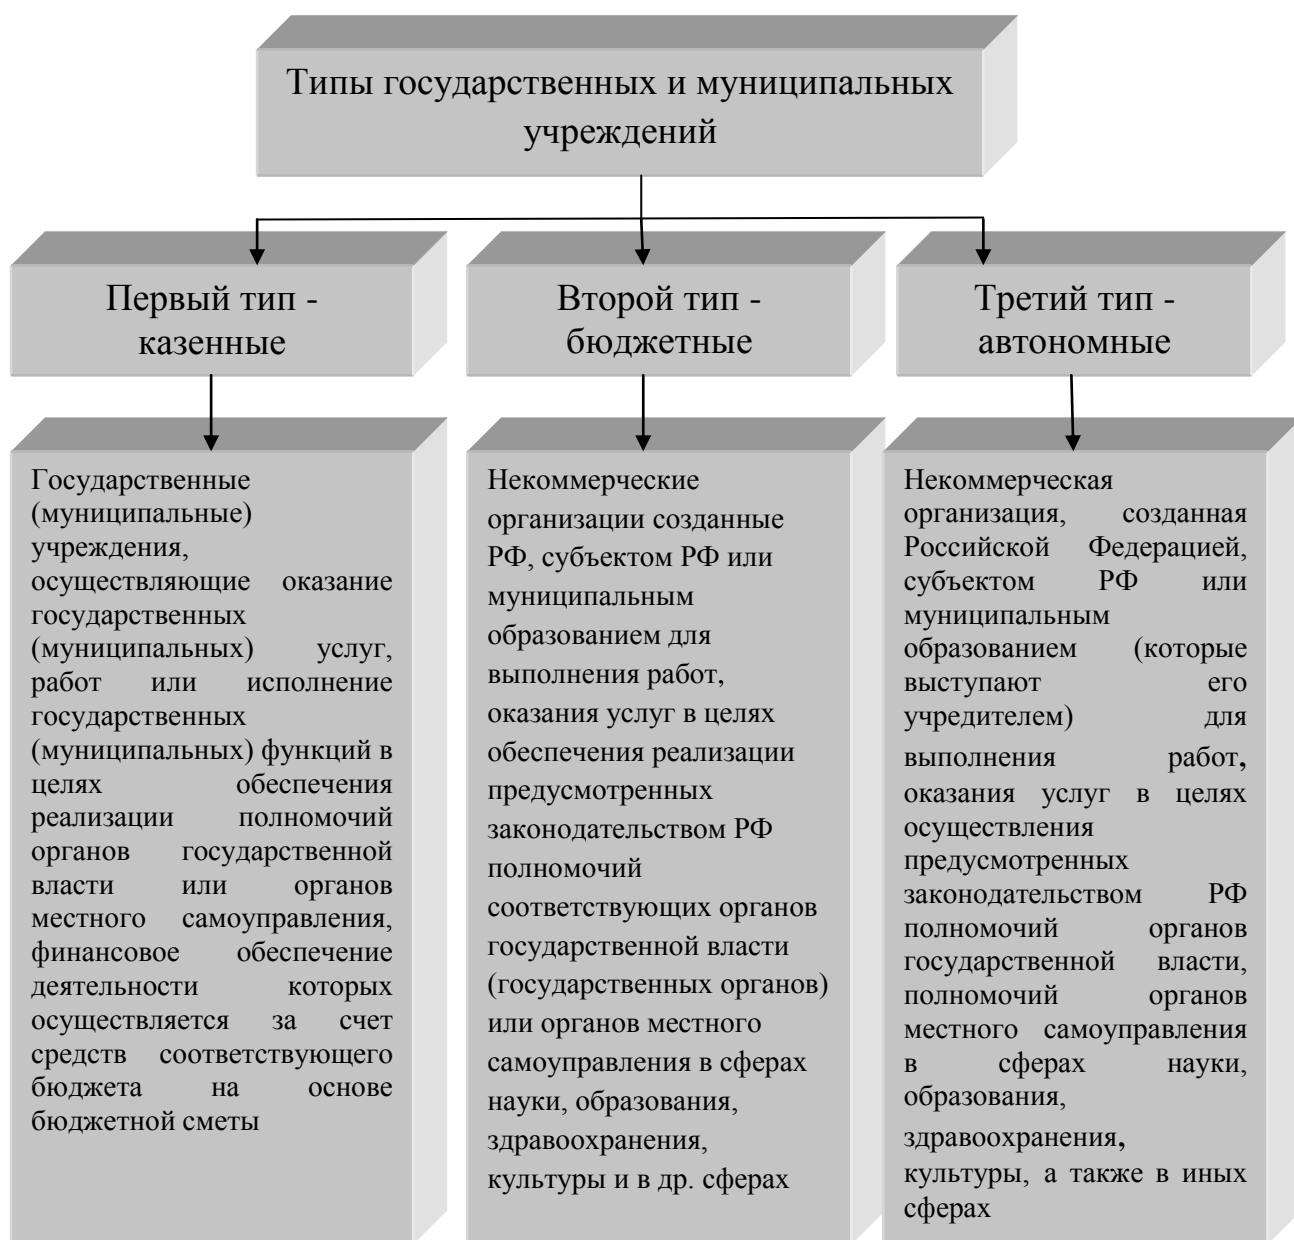 Типы государственных и муниципальных
учреждений
Первый тип -
казенные
Второй тип -
бюджетные
Третий тип -
автономные
Государственные
(муниципальные)
учреждения,
осуществляющие оказание
государственных
(муниципальных) услуг,
работ или исполнение
государственных
(муниципальных) функций в
целях обеспечения
реализации полномочий
органов государственной
власти или органов
местного самоуправления,
финансовое обеспечение
деятельности которых
осуществляется за счет
средств соответствующего
бюджета на основе
бюджетной сметы
Некоммерческие
организации созданные
РФ, субъектом РФ или
муниципальным
образованием для
выполнения работ,
оказания услуг в целях
обеспечения реализации
предусмотренных
законодательством РФ
полномочий
соответствующих органов
государственной власти
(государственных органов)
или органов местного
самоуправления в сферах
науки, образования,
здравоохранения,
культуры и в др. сферах
Некоммерческая
организация, созданная
Российской Федерацией,
субъектом РФ или
муниципальным
образованием (которые
выступают его
учредителем) для
выполнения работ,
оказания услуг в целях
осуществления
предусмотренных
законодательством РФ
полномочий органов
государственной власти,
полномочий органов
местного самоуправления
в сферах науки,
образования,
здравоохранения,
культуры, а также в иных
сферах